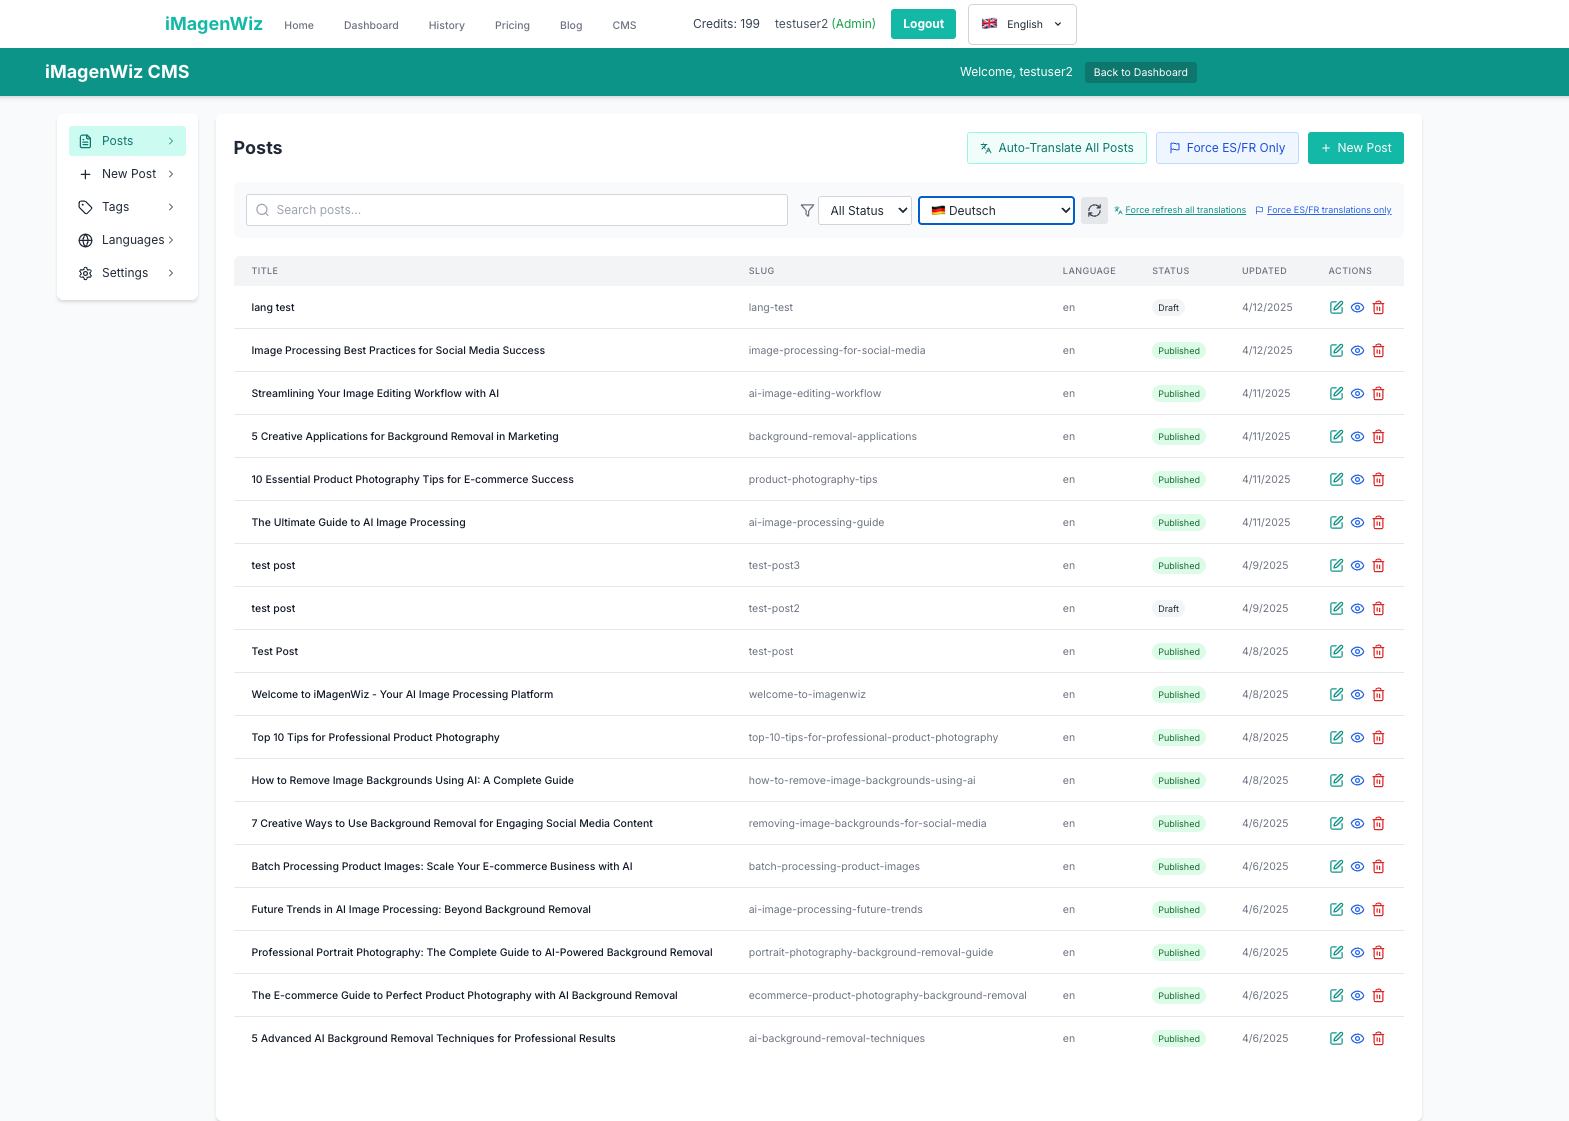 iMagenWiz Home Dashboard History Pricing Blog CMS Credits: 199 testuser2 (Admin) Logout English
iMagenWiz CMS Welcome, testuser2 Back to Dashboard
Posts
New Post
Tags
Languages
Settings
Posts Auto-Translate All Posts Force ES/FR Only New Post
Search posts... All Status Deutsch Force refresh all translations Force ES/FR translations only
TITLE SLUG LANGUAGE STATUS UPDATED ACTIONS
lang test lang-test en Draft 4/12/2025
Image Processing Best Practices for Social Media Success image-processing-for-social-media en Published 4/12/2025
Streamlining Your Image Editing Workflow with AI ai-image-editing-workflow en Published 4/11/2025
5 Creative Applications for Background Removal in Marketing background-removal-applications en Published 4/11/2025
10 Essential Product Photography Tips for E-commerce Success product-photography-tips en Published 4/11/2025
The Ultimate Guide to AI Image Processing ai-image-processing-guide en Published 4/11/2025
test post test-post3 en Published 4/9/2025
test post test-post2 en Draft 4/9/2025
Test Post test-post en Published 4/8/2025
Welcome to iMagenWiz - Your AI Image Processing Platform welcome-to-imagenwiz en Published 4/8/2025
Top 10 Tips for Professional Product Photography top-10-tips-for-professional-product-photography en Published 4/8/2025
How to Remove Image Backgrounds Using AI: A Complete Guide how-to-remove-image-backgrounds-using-ai en Published 4/8/2025
7 Creative Ways to Use Background Removal for Engaging Social Media Content removing-image-backgrounds-for-social-media en Published 4/6/2025
Batch Processing Product Images: Scale Your E-commerce Business with AI batch-processing-product-images en Published 4/6/2025
Future Trends in AI Image Processing: Beyond Background Removal ai-image-processing-future-trends en Published 4/6/2025
Professional Portrait Photography: The Complete Guide to AI-Powered Background Removal portrait-photography-background-removal-guide en Published 4/6/2025
The E-commerce Guide to Perfect Product Photography with AI Background Removal ecommerce-product-photography-background-removal en Published 4/6/2025
5 Advanced AI Background Removal Techniques for Professional Results ai-background-removal-techniques en Published 4/6/2025